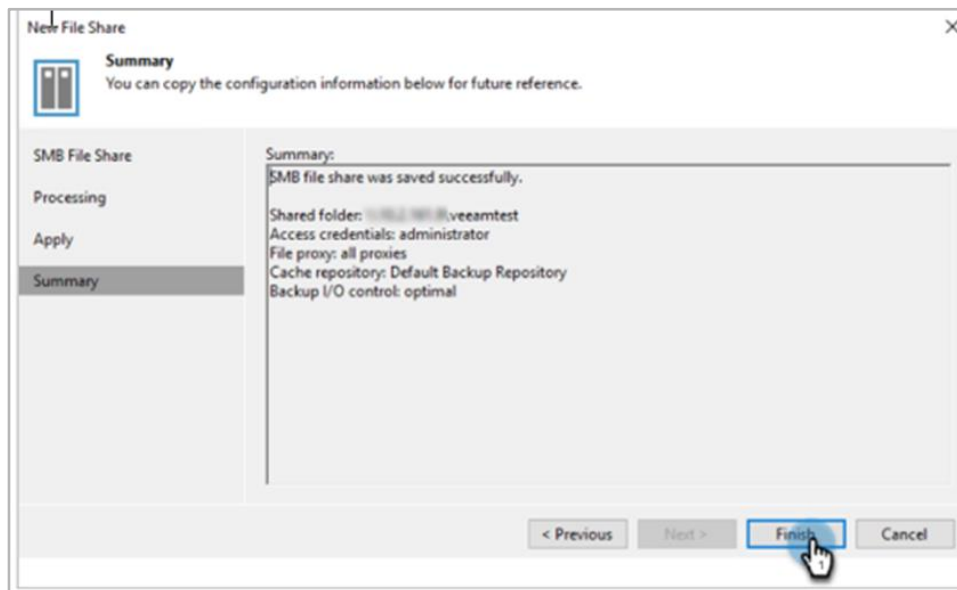 New File Share
Summary
You can copy the configuration information below for future reference.
SMB File Share
Processing
Apply
Summary
Summary:
SMB file share was saved successfully.
Shared folder: veeamtest
Access credentials: administrator
File proxy: all proxies
Cache repository: Default Backup Repository
Backup I/O control: optimal
< Previous
Next >
Finish
Cancel
1